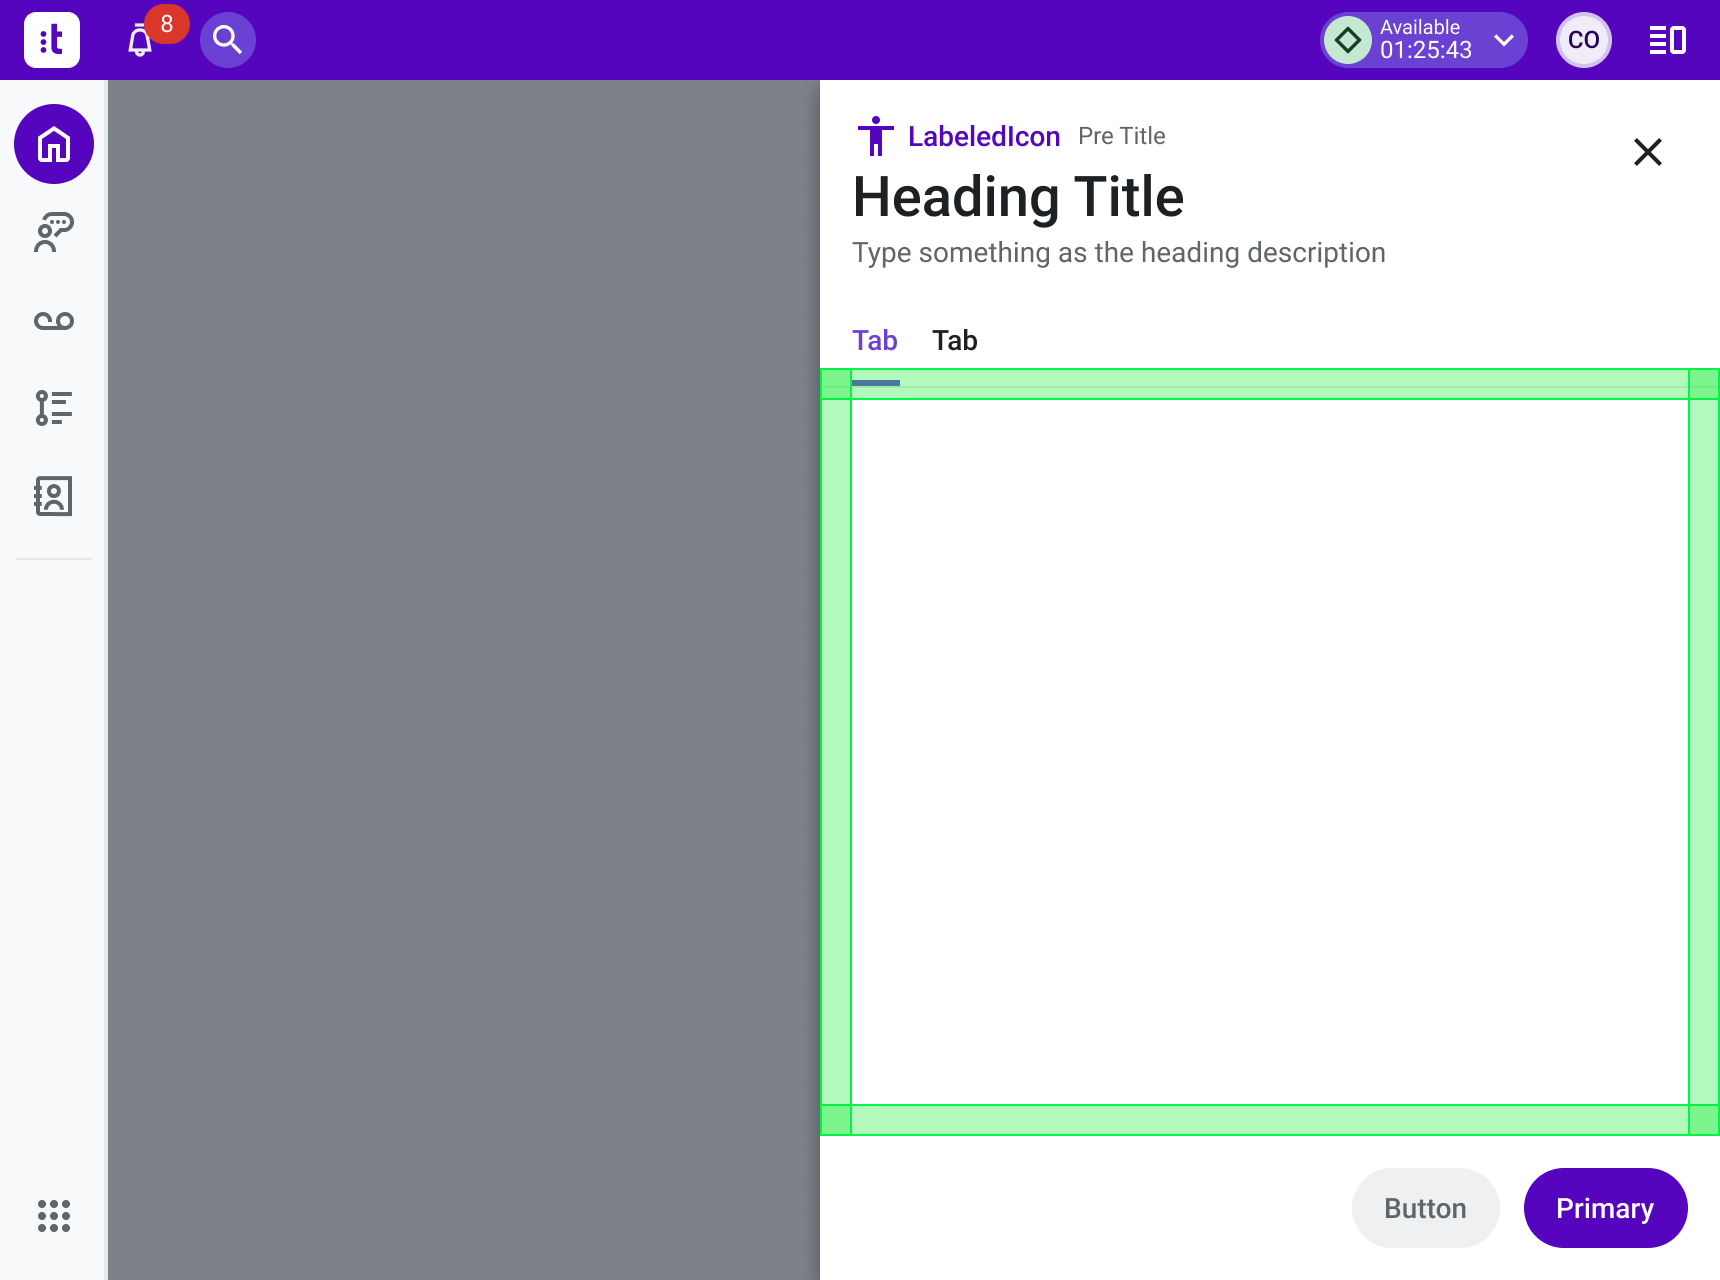 :t
8
Available
01:25:43
CO
LabeledIcon Pre Title
Heading Title
Type something as the heading description
Tab Tab
Button Primary